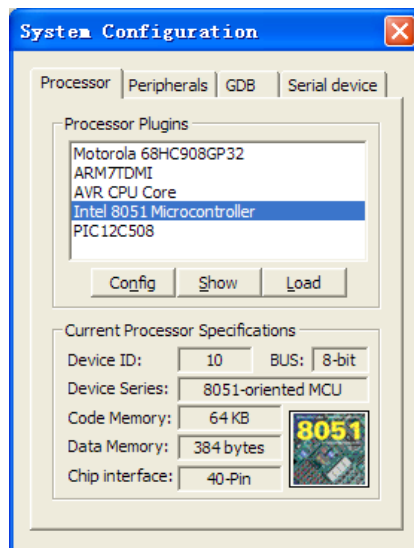 System Configuration
Processor Peripherals GDB Serial device
Processor Plugins
Motorola 68HC908GP32
ARM7TDMI
AVR CPU Core
Intel 8051 Microcontroller
PIC12C508
Config Show Load
Current Processor Specifications
Device ID: 10 BUS: 8-bit
Device Series: 8051-oriented MCU
Code Memory: 64 KB
8051
Data Memory: 384 bytes
Chip interface: 40-Pin